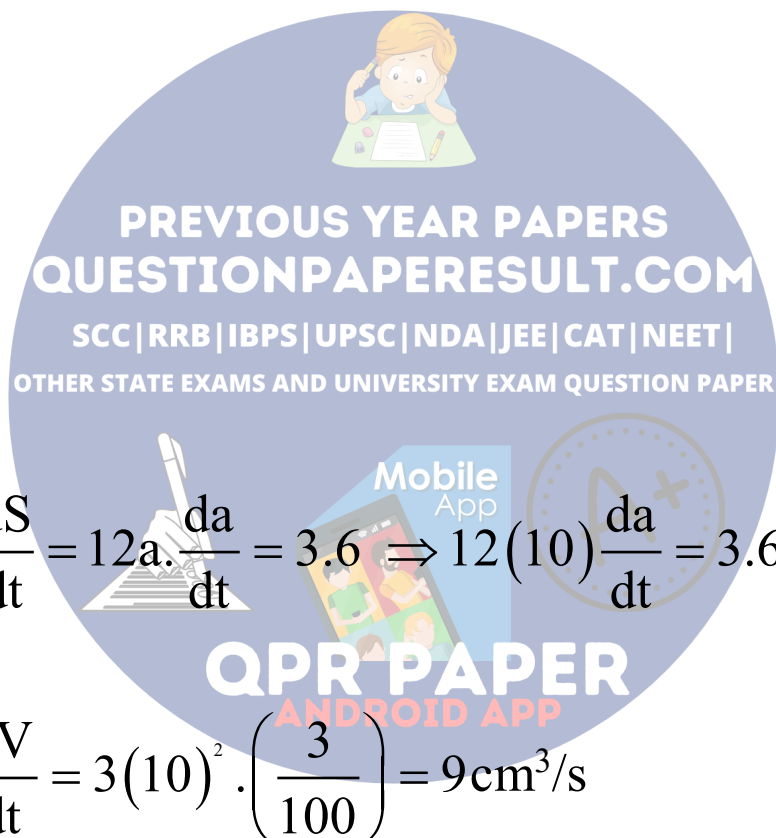 PREVIOUS YEAR PAPERS
QUESTIONPAPERESULT.COM
SCC|RRB|IBPS|UPSC|NDA|JEE|CAT|NEET|
OTHER STATE EXAMS AND UNIVERSITY EXAM QUESTION PAPER
Mobile
App
A+
S/dt = 12a.da/dt = 3.6 ⇒ 12(10)da/dt = 3.6
QPR PAPER
ANDROID APP
V/dt = 3(10)².(3/100) = 9cm³/s